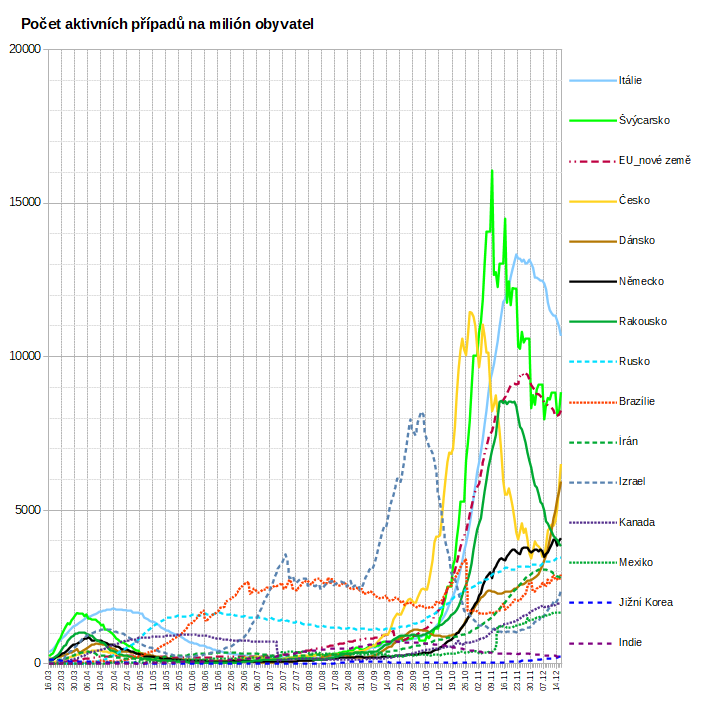 Počet aktivních případů na milión obyvatel
20000
15000
10000
5000
0
Itálie
Švýcarsko
EU_nové země
Česko
Dánsko
Německo
Rakousko
Rusko
Brazílie
Írán
Izrael
Kanada
Mexiko
Jižní Korea
Indie
16.03
23.03
30.03
06.04
13.04
20.04
27.04
04.05
11.05
18.05
25.05
01.06
08.06
15.06
22.06
29.06
06.07
13.07
20.07
27.07
03.08
10.08
17.08
24.08
31.08
07.09
14.09
21.09
28.09
05.10
12.10
19.10
26.10
02.11
09.11
16.11
23.11
30.11
07.12
14.12